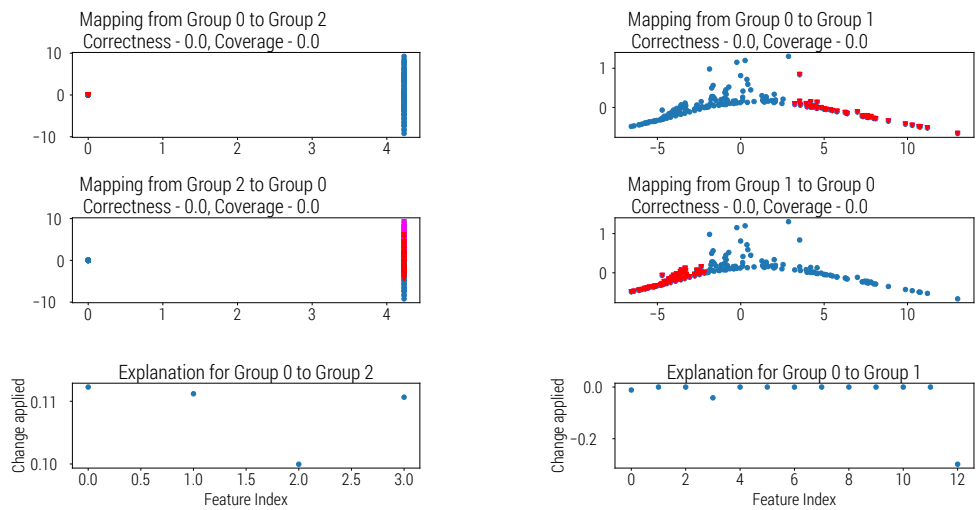 Mapping from Group 0 to Group 2
Correctness - 0.0, Coverage - 0.0
10
0
−10
0
1
2
3
4
Mapping from Group 0 to Group 1
Correctness - 0.0, Coverage - 0.0
1
0
−5
0
5
10
Mapping from Group 2 to Group 0
Correctness - 0.0, Coverage - 0.0
10
0
−10
0
1
2
3
4
Mapping from Group 1 to Group 0
Correctness - 0.0, Coverage - 0.0
1
0
−5
0
5
10
Explanation for Group 0 to Group 2
Change applied
0.11
0.10
0.0 0.5 1.0 1.5 2.0 2.5 3.0
Feature Index
Explanation for Group 0 to Group 1
Change applied
0.0
−0.2
0 2 4 6 8 10 12
Feature Index